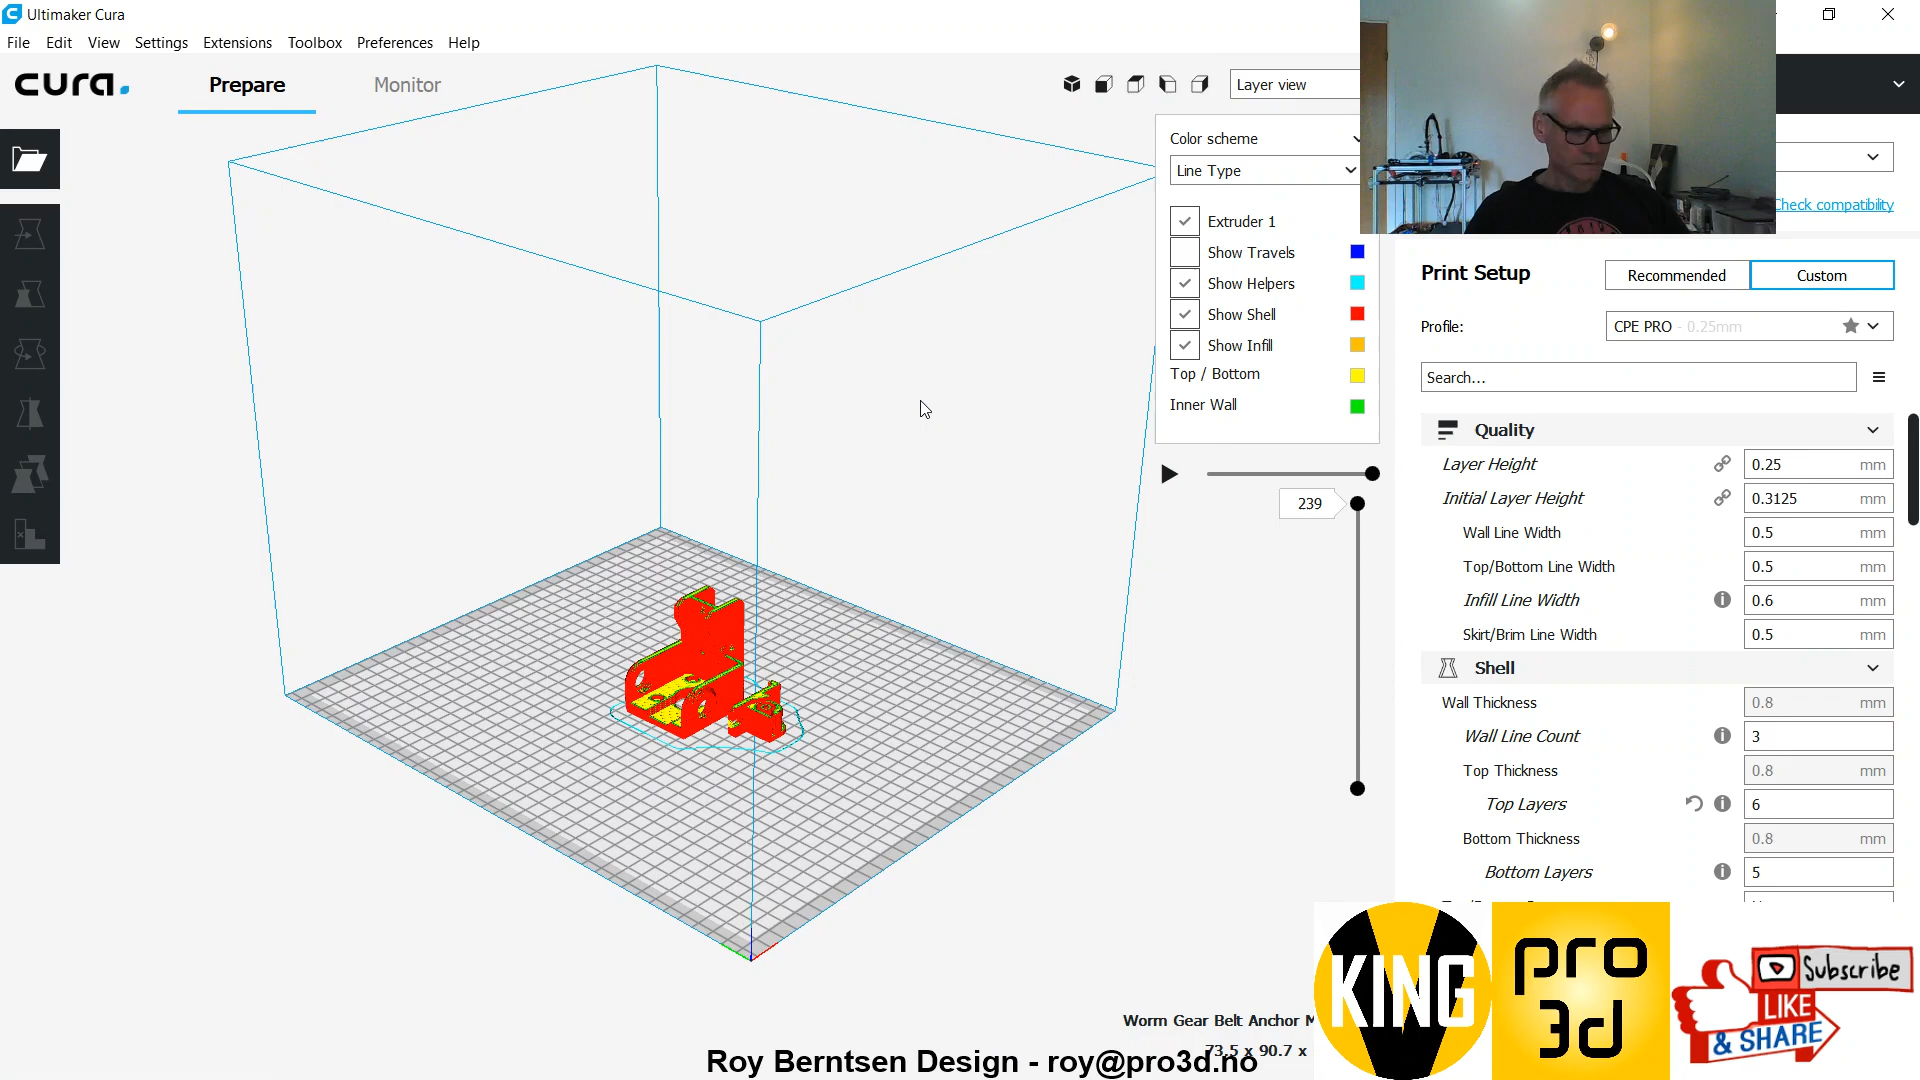 Ultimaker Cura
File Edit View Settings Extensions Toolbox Preferences Help
cura.
Prepare
Monitor
Layer view
Color scheme
Line Type
Extruder 1
Show Travels
Show Helpers
Show Shell
Show Infill
Top / Bottom
Inner Wall
239
Check compatibility
Print Setup
Recommended
Custom
Profile:
CPE PRO - 0.25mm
Search...
Quality
Layer Height 0.25 mm
Initial Layer Height 0.3125 mm
Wall Line Width 0.5 mm
Top/Bottom Line Width 0.5 mm
Infill Line Width 0.6 mm
Skirt/Brim Line Width 0.5 mm
Shell
Wall Thickness 0.8 mm
Wall Line Count 3
Top Thickness 0.8 mm
Top Layers 6
Bottom Thickness 0.8 mm
Bottom Layers 5
Worm Gear Belt Anchor
73.5 x 90.7 x
Roy Berntsen Design - roy@pro3d.no
KING
pro
3d
Subscribe
LIKE
& SHARE